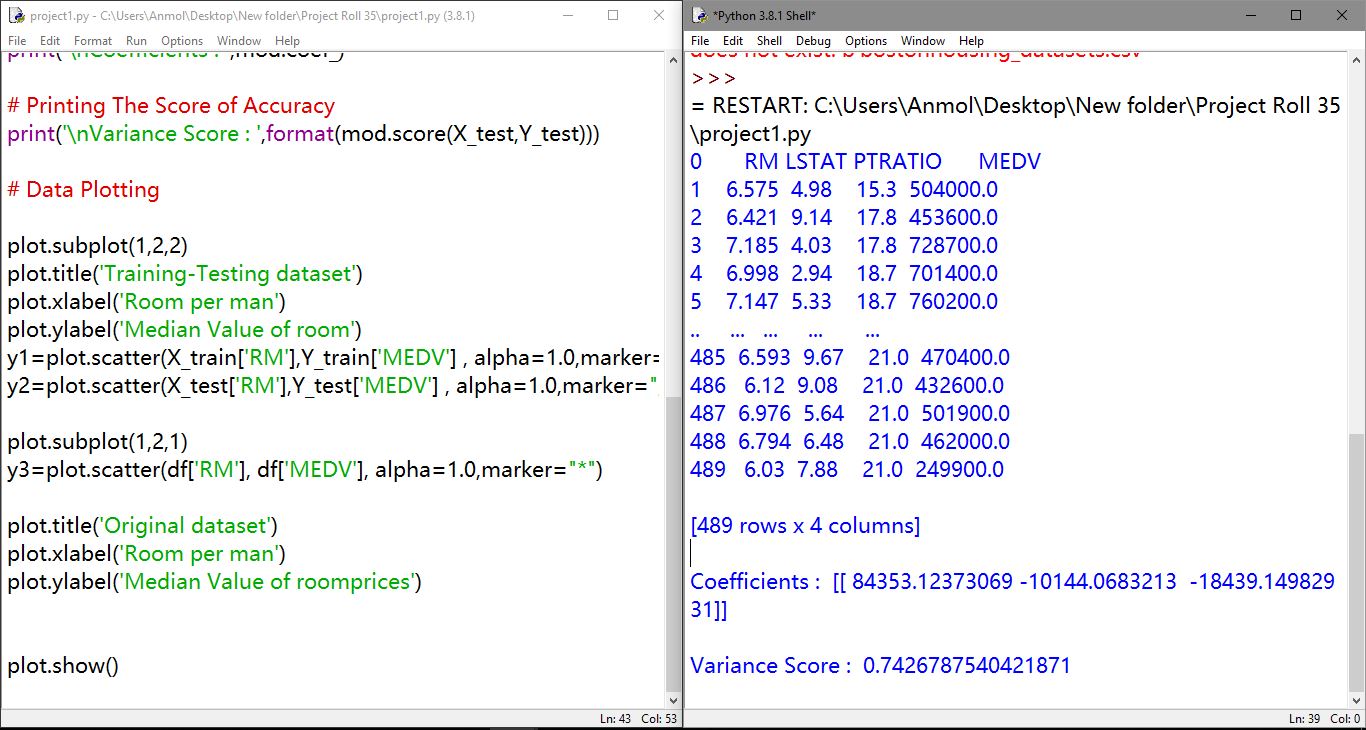 project1.py - C:\Users\Anmol\Desktop\New folder\Project Roll 35\project1.py (3.8.1)
File Edit Format Run Options Window Help
print('\nCoefficients : ',mod.coef_)
# Printing The Score of Accuracy
print('\nVariance Score : ',format(mod.score(X_test,Y_test)))
# Data Plotting
plot.subplot(1,2,2)
plot.title('Training-Testing dataset')
plot.xlabel('Room per man')
plot.ylabel('Median Value of room')
y1=plot.scatter(X_train['RM'],Y_train['MEDV'] , alpha=1.0,marker=
y2=plot.scatter(X_test['RM'],Y_test['MEDV'] , alpha=1.0,marker="
plot.subplot(1,2,1)
y3=plot.scatter(df['RM'], df['MEDV'], alpha=1.0,marker="*")
plot.title('Original dataset')
plot.xlabel('Room per man')
plot.ylabel('Median Value of roomprices')
plot.show()
Ln: 43 Col: 53
*Python 3.8.1 Shell*
File Edit Shell Debug Options Window Help
does not exist: b'bostonhousing_datasets.csv'
>>>
= RESTART: C:\Users\Anmol\Desktop\New folder\Project Roll 35
\project1.py
0 RM LSTAT PTRATIO MEDV
1 6.575 4.98 15.3 504000.0
2 6.421 9.14 17.8 453600.0
3 7.185 4.03 17.8 728700.0
4 6.998 2.94 18.7 701400.0
5 7.147 5.33 18.7 760200.0
.. ... ... ... ...
485 6.593 9.67 21.0 470400.0
486 6.12 9.08 21.0 432600.0
487 6.976 5.64 21.0 501900.0
488 6.794 6.48 21.0 462000.0
489 6.03 7.88 21.0 249900.0
[489 rows x 4 columns]
Coefficients : [[ 84353.12373069 -10144.0683213 -18439.149829
31]]
Variance Score : 0.7426787540421871
Ln: 39 Col: 0